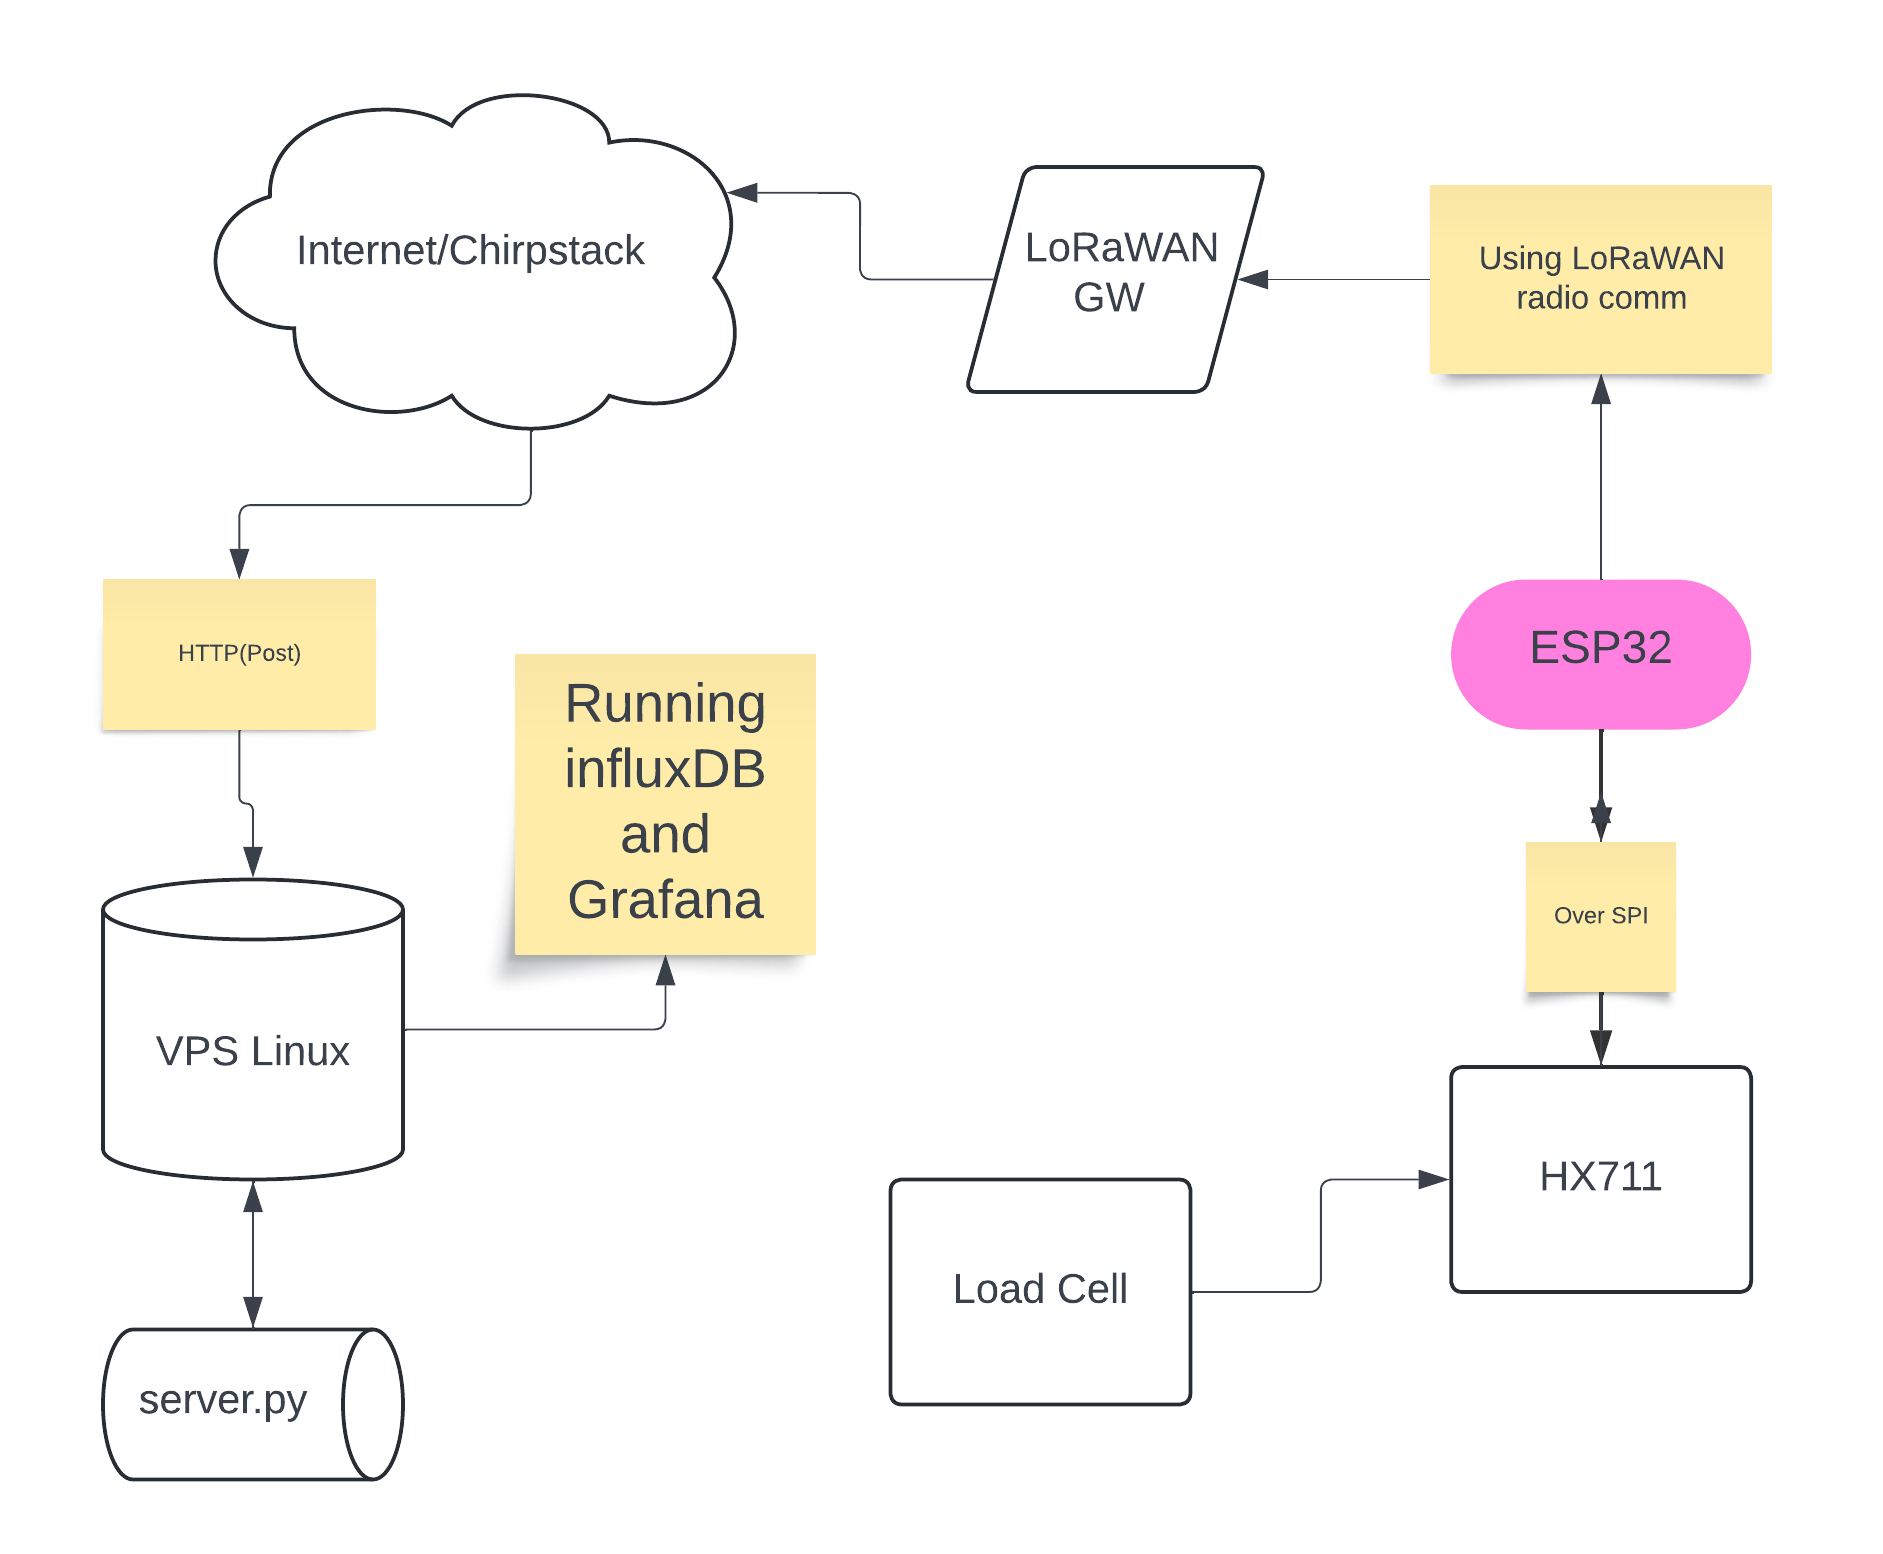 Internet/Chirpstack
LoRaWAN
GW
Using LoRaWAN
radio comm
HTTP(Post)
Running
influxDB
and
Grafana
ESP32
Over SPI
VPS Linux
HX711
Load Cell
server.py